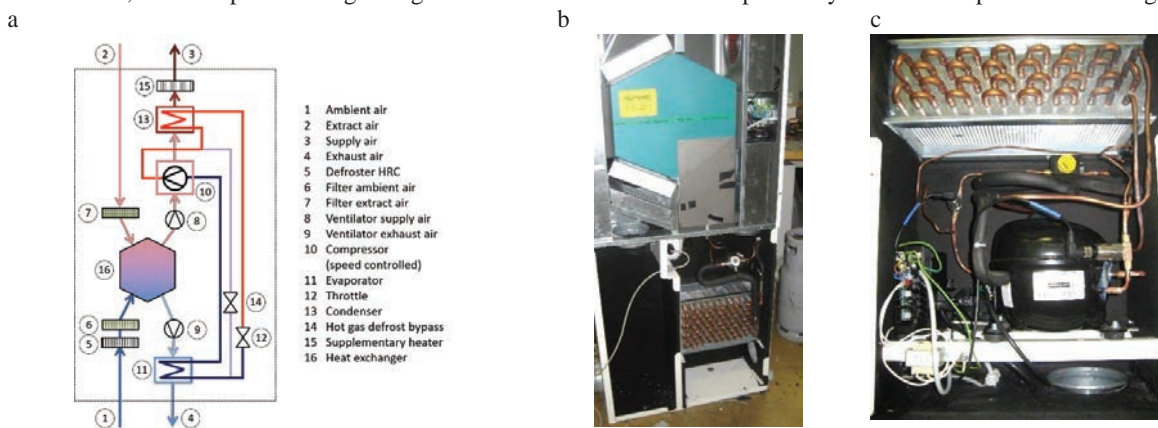 a
b
c
2
3
15
13
10
7
8
16
14
6
9
12
5
11
1
4
1 Ambient air
2 Extract air
3 Supply air
4 Exhaust air
5 Defroster HRC
6 Filter ambient air
7 Filter extract air
8 Ventilator supply air
9 Ventilator exhaust air
10 Compressor
(speed controlled)
11 Evaporator
12 Throttle
13 Condenser
14 Hot gas defrost bypass
15 Supplementary heater
16 Heat exchanger